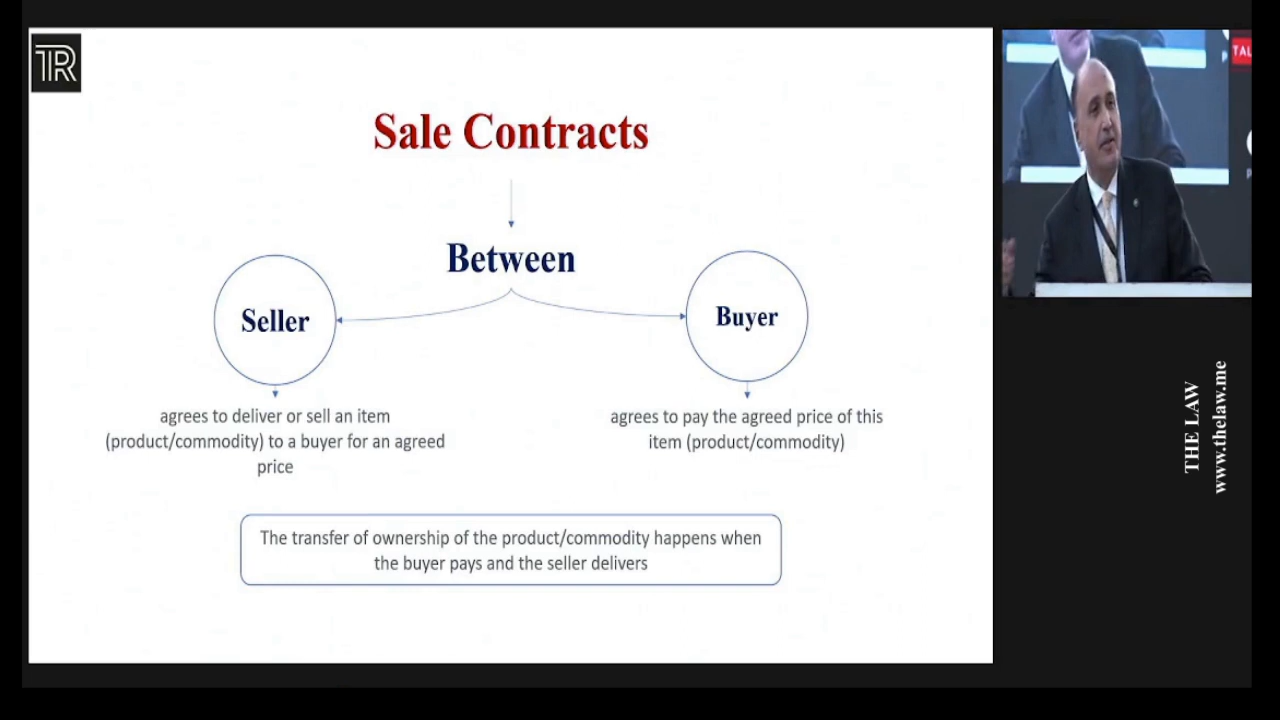 TR
Sale Contracts
Between
Seller
Buyer
agrees to deliver or sell an item
(product/commodity) to a buyer for an agreed
price
agrees to pay the agreed price of this
item (product/commodity)
The transfer of ownership of the product/commodity happens when
the buyer pays and the seller delivers
TAL
THE LAW
www.thelaw.me